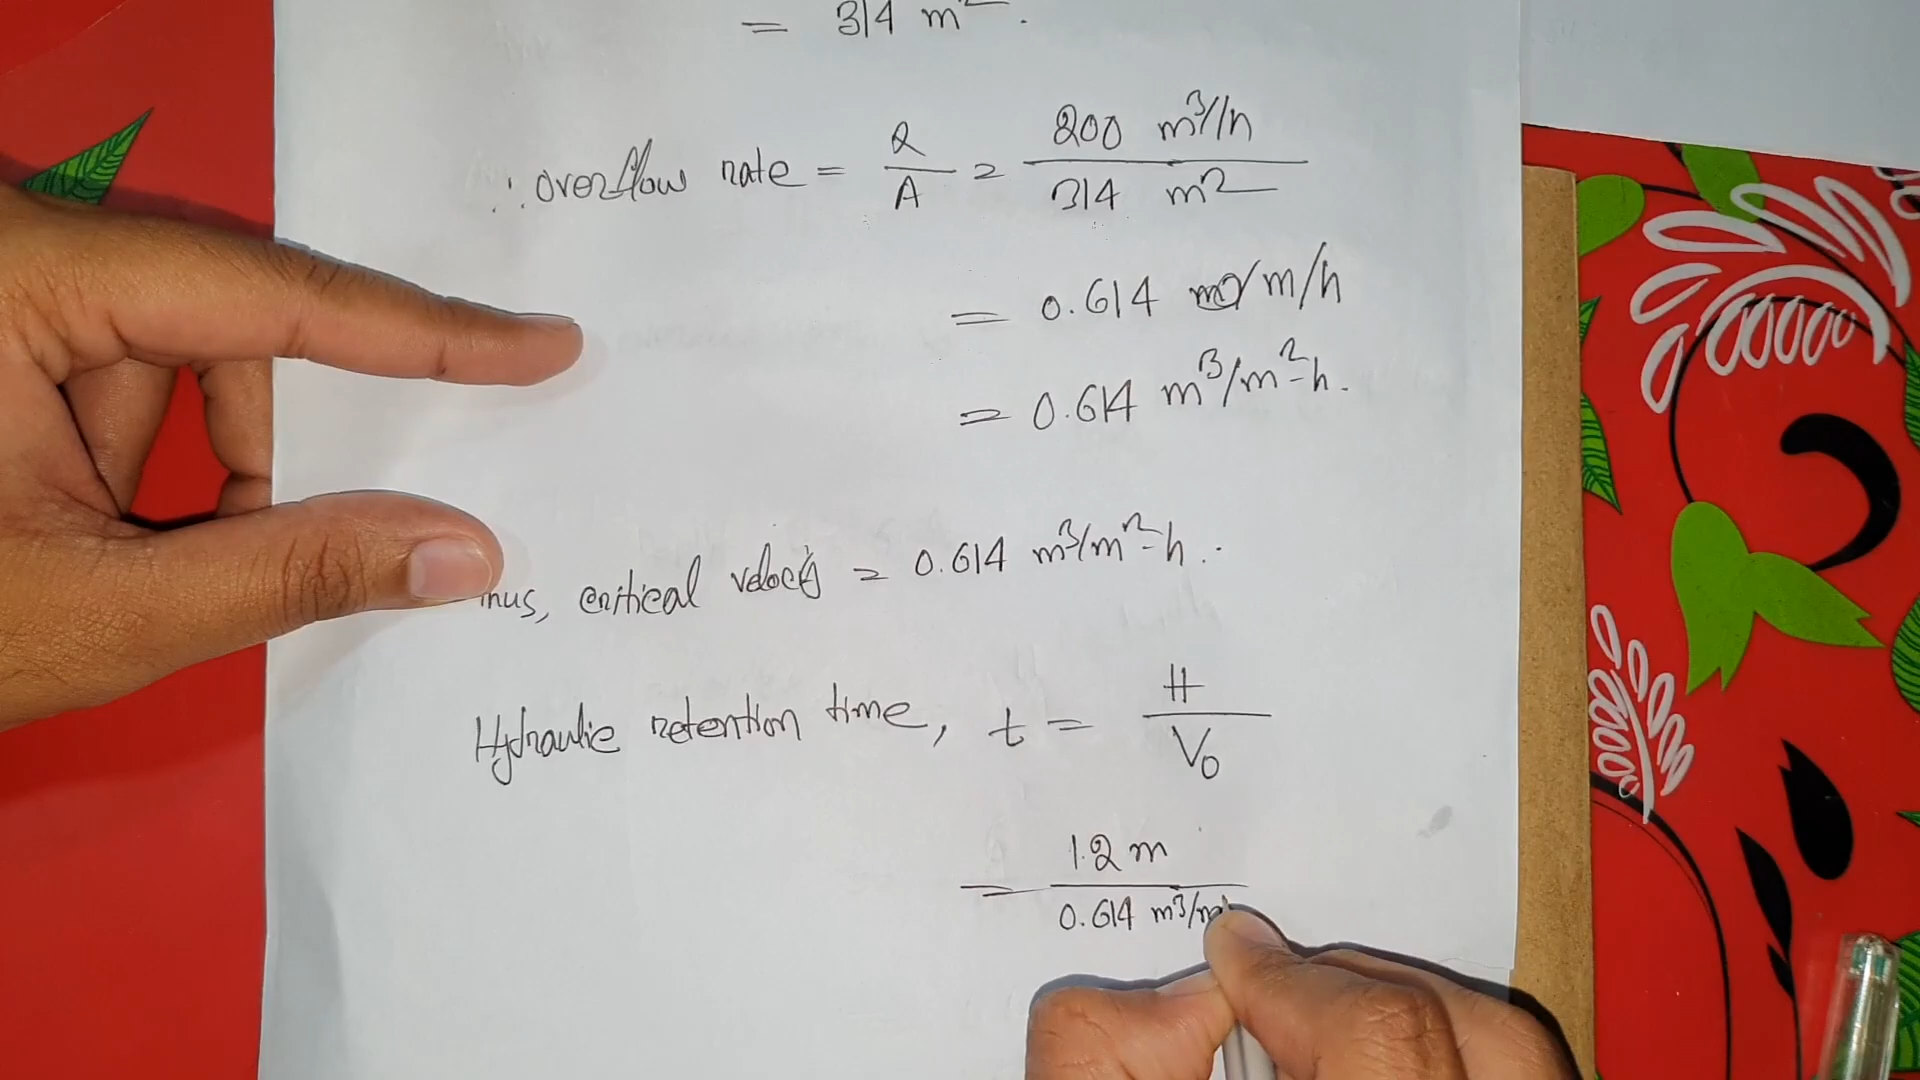 = 314 m².
∴ overflow rate = Q/A = 200 m³/h / 314 m²
= 0.614 m/h
= 0.614 m³/m²-h.
critical velocity = 0.614 m³/m²-h.
Hydraulic retention time, t = H/V₀
= 1.2 m / 0.614 m³/m